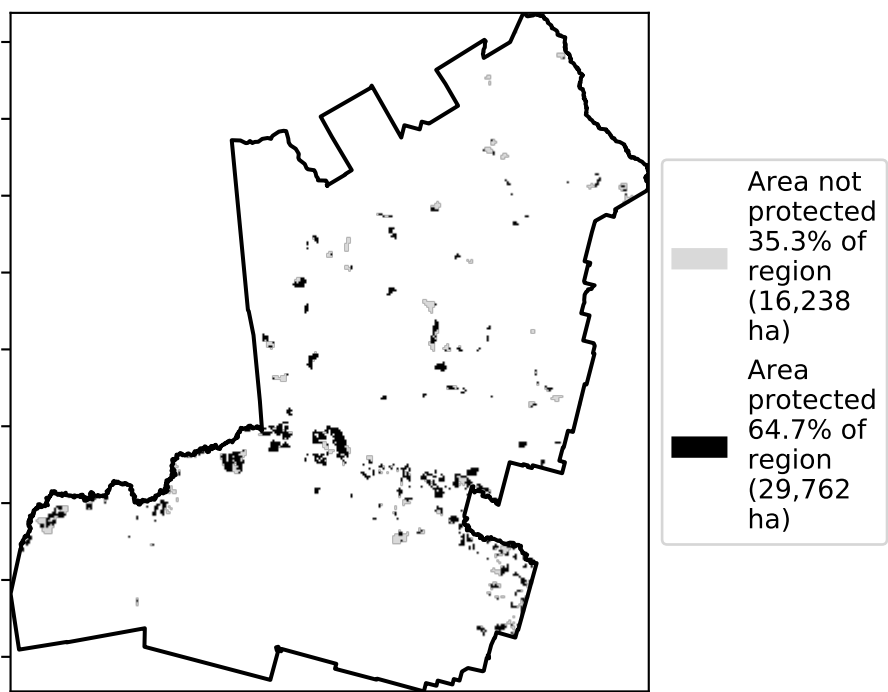 Area not
protected
35.3% of
region
(16,238
ha)
Area
protected
64.7% of
region
(29,762
ha)